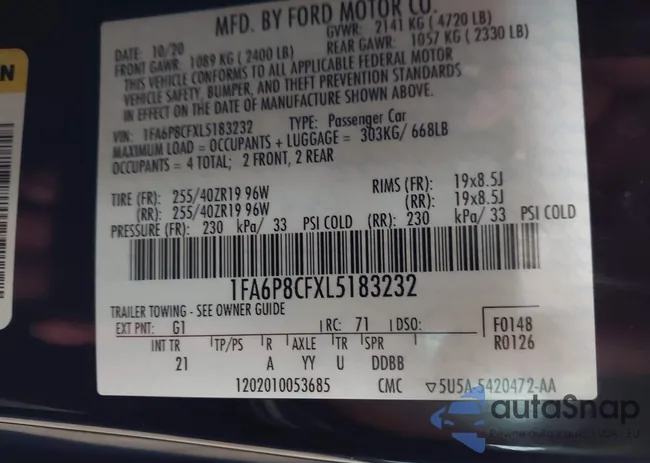 MFD. BY FORD MOTOR CO.
DATE: 10/20 GVWR: 2141 KG (4720 LB)
FRONT GAWR: 1089 KG (2400 LB) REAR GAWR: 1057 KG (2330 LB)
THIS VEHICLE CONFORMS TO ALL APPLICABLE FEDERAL MOTOR
VEHICLE SAFETY, BUMPER, AND THEFT PREVENTION STANDARDS
IN EFFECT ON THE DATE OF MANUFACTURE SHOWN ABOVE.
VIN: 1FA6P8CFXL5183232 TYPE: Passenger Car
MAXIMUM LOAD = OCCUPANTS + LUGGAGE = 303KG/ 668LB
OCCUPANTS = 4 TOTAL; 2 FRONT, 2 REAR
TIRE (FR): 255/40ZR19 96W RIMS (FR): 19x8.5J
(RR): 255/40ZR19 96W (RR): 19x8.5J
PRESSURE (FR): 230 kPa/ 33 PSI COLD (RR): 230 kPa/ 33 PSI COLD
1FA6P8CFXL5183232
TRAILER TOWING - SEE OWNER GUIDE
EXT PNT: G1 RC: 71 DSO: F0148
INT TR TP/PS R AXLE TR SPR R0126
21 A YY U DDBB
1202010053685 CMC 5U5A-5420472-AA
autoSnap